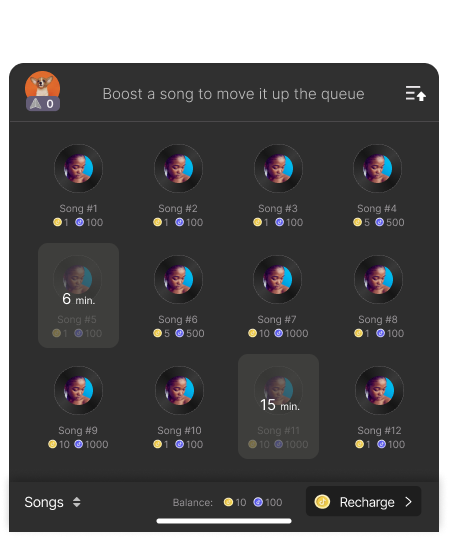 0
Boost a song to move it up the queue
Song #1 Song #2 Song #3 Song #4
1 100 1 100 1 100 5 500
6 min.
Song #5 Song #6 Song #7 Song #8
1 100 5 500 10 1000 1 100
15 min.
Song #9 Song #10 Song #11 Song #12
10 1000 1 100 10 1000 1 100
Songs Balance: 10 100 Recharge